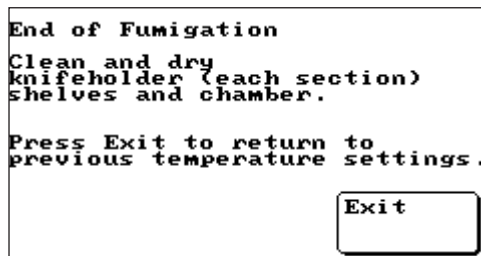 End of Fumigation
Clean and dry
knifeholder (each section)
shelves and chamber.
Press Exit to return to
previous temperature settings.
Exit